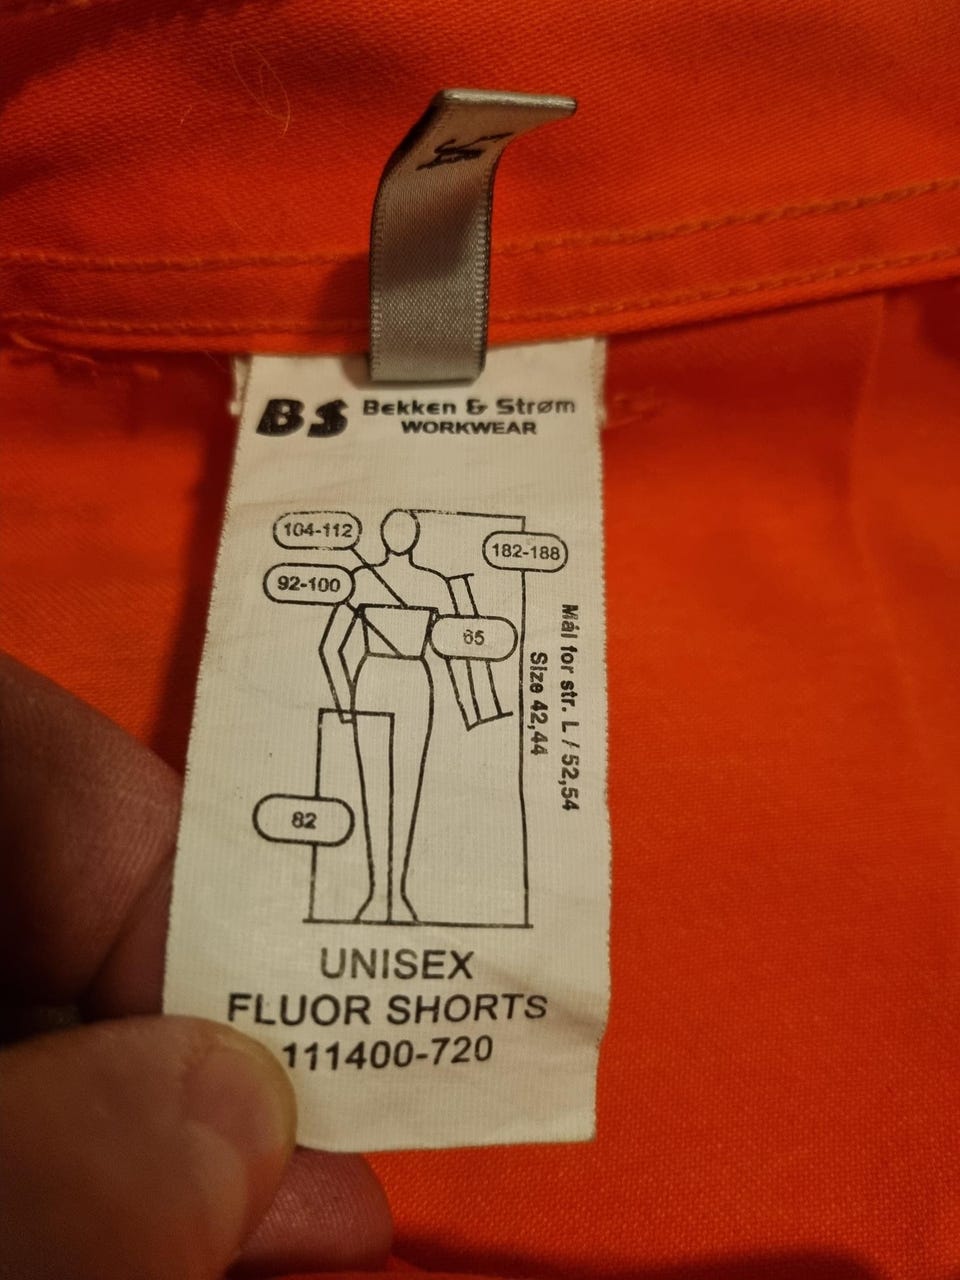 BS Bekken & Strøm
WORKWEAR
104-112
182-188
92-100
65
Mål for str. L / 52,54
Size 42,44
82
UNISEX
FLUOR SHORTS
111400-720